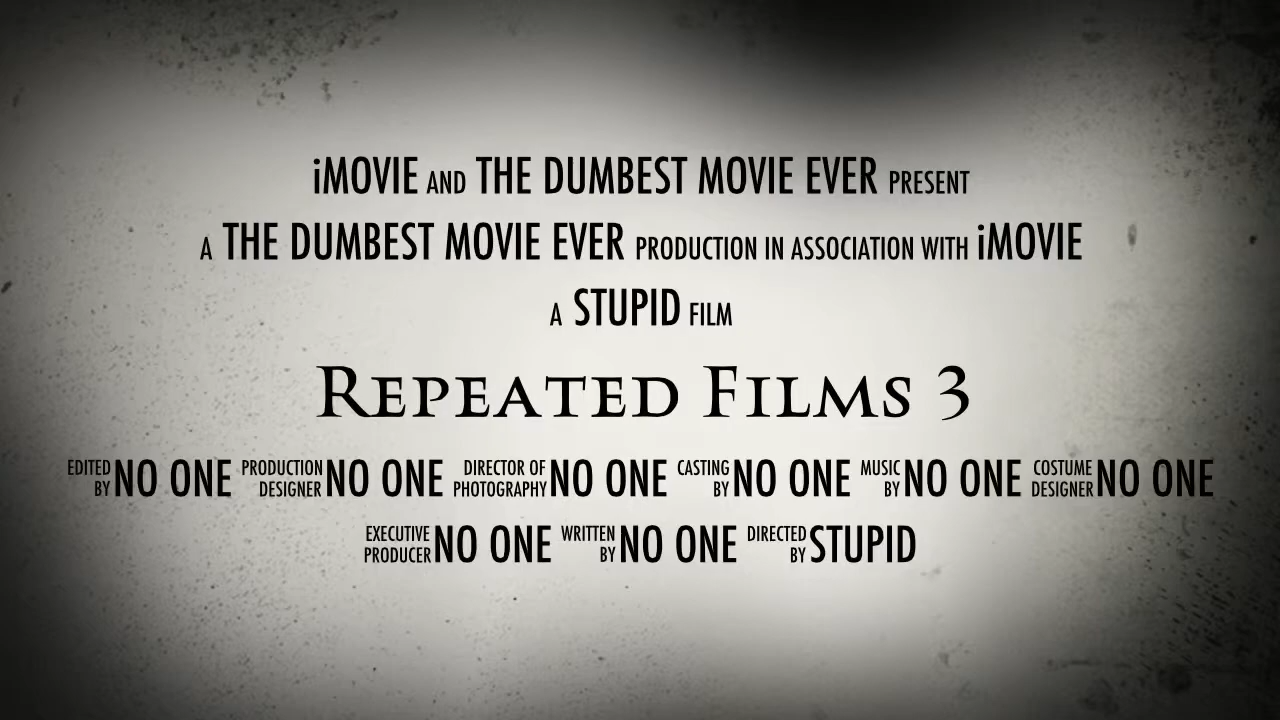 iMOVIE AND THE DUMBEST MOVIE EVER PRESENT
A THE DUMBEST MOVIE EVER PRODUCTION IN ASSOCIATION WITH iMOVIE
A STUPID FILM
REPEATED FILMS 3
EDITED BY NO ONE PRODUCTION DESIGNER NO ONE DIRECTOR OF PHOTOGRAPHY NO ONE CASTING BY NO ONE MUSIC BY NO ONE COSTUME DESIGNER NO ONE
EXECUTIVE PRODUCER NO ONE WRITTEN BY NO ONE DIRECTED BY STUPID